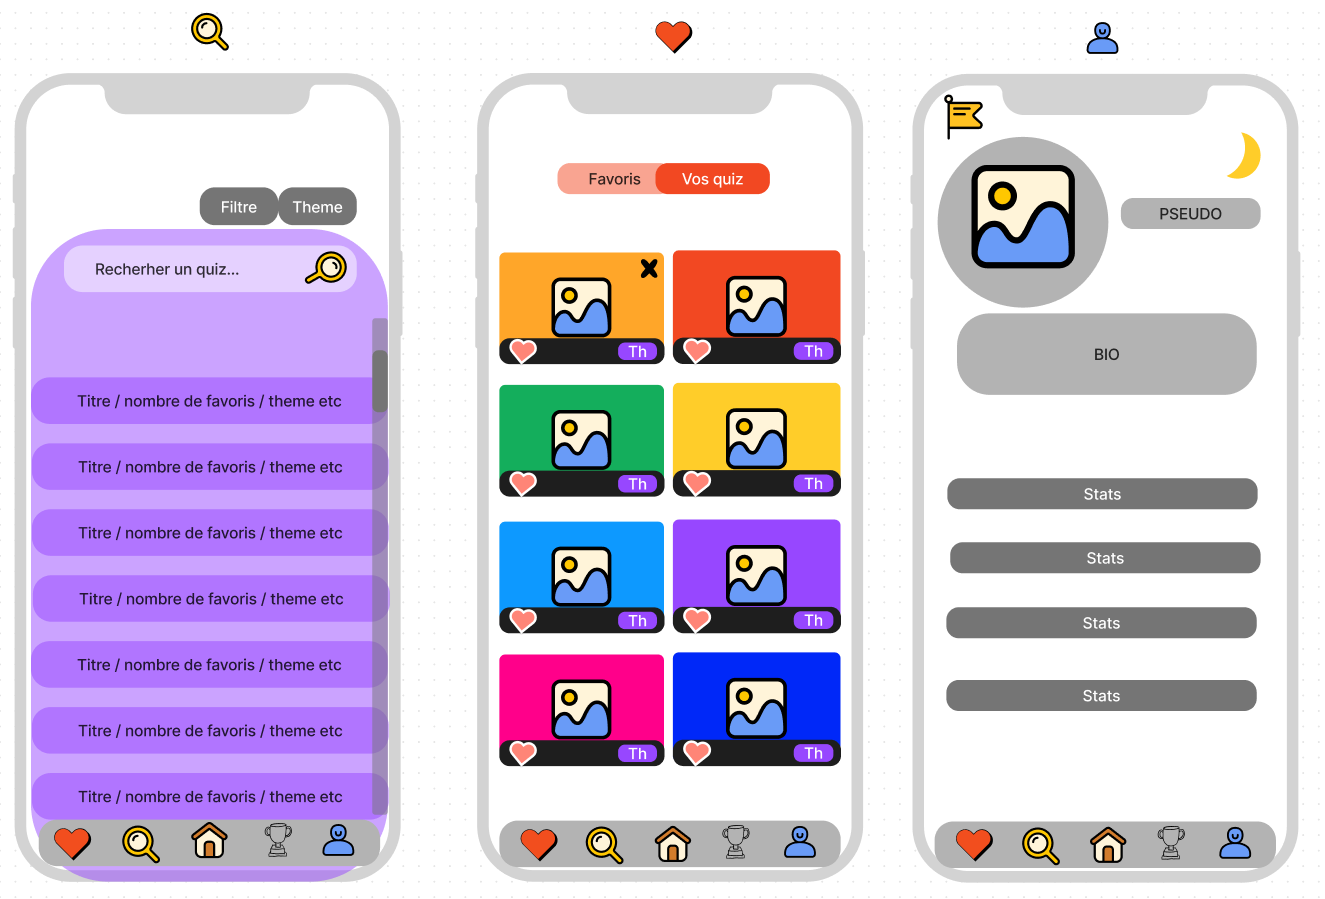 Filtre
Theme
Recherher un quiz...
Titre / nombre de favoris / theme etc
Titre / nombre de favoris / theme etc
Titre / nombre de favoris / theme etc
Titre / nombre de favoris / theme etc
Titre / nombre de favoris / theme etc
Titre / nombre de favoris / theme etc
Titre / nombre de favoris / theme etc
Favoris
Vos quiz
Th
Th
Th
Th
Th
Th
Th
Th
PSEUDO
BIO
Stats
Stats
Stats
Stats